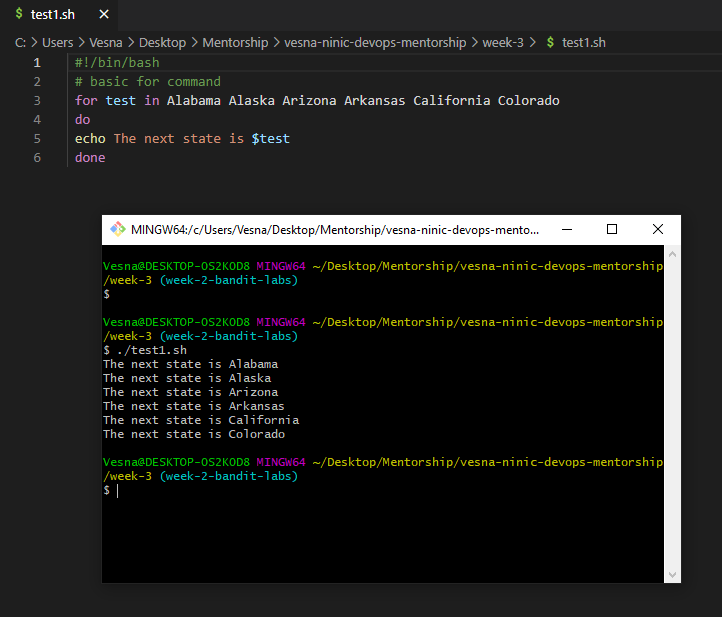 $ test1.sh ×
C: > Users > Vesna > Desktop > Mentorship > vesna-ninic-devops-mentorship > week-3 > $ test1.sh
1 #!/bin/bash
2 # basic for command
3 for test in Alabama Alaska Arizona Arkansas California Colorado
4 do
5 echo The next state is $test
6 done
MINGW64:/c/Users/Vesna/Desktop/Mentorship/vesna-ninic-devops-mento...
Vesna@DESKTOP-OS2KOD8 MINGW64 ~/Desktop/Mentorship/vesna-ninic-devops-mentorship
/week-3 (week-2-bandit-labs)
$
Vesna@DESKTOP-OS2KOD8 MINGW64 ~/Desktop/Mentorship/vesna-ninic-devops-mentorship
/week-3 (week-2-bandit-labs)
$ ./test1.sh
The next state is Alabama
The next state is Alaska
The next state is Arizona
The next state is Arkansas
The next state is California
The next state is Colorado
Vesna@DESKTOP-OS2KOD8 MINGW64 ~/Desktop/Mentorship/vesna-ninic-devops-mentorship
/week-3 (week-2-bandit-labs)
$